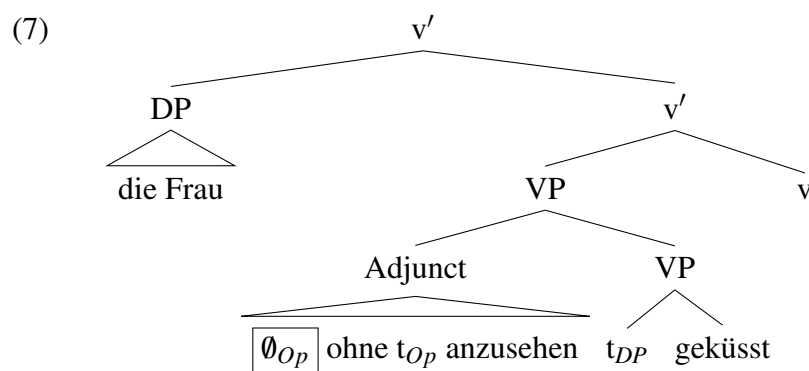 (7) v′
DP v′
die Frau VP v
Adjunct VP
∅Op ohne tOp anzusehen tDP geküsst